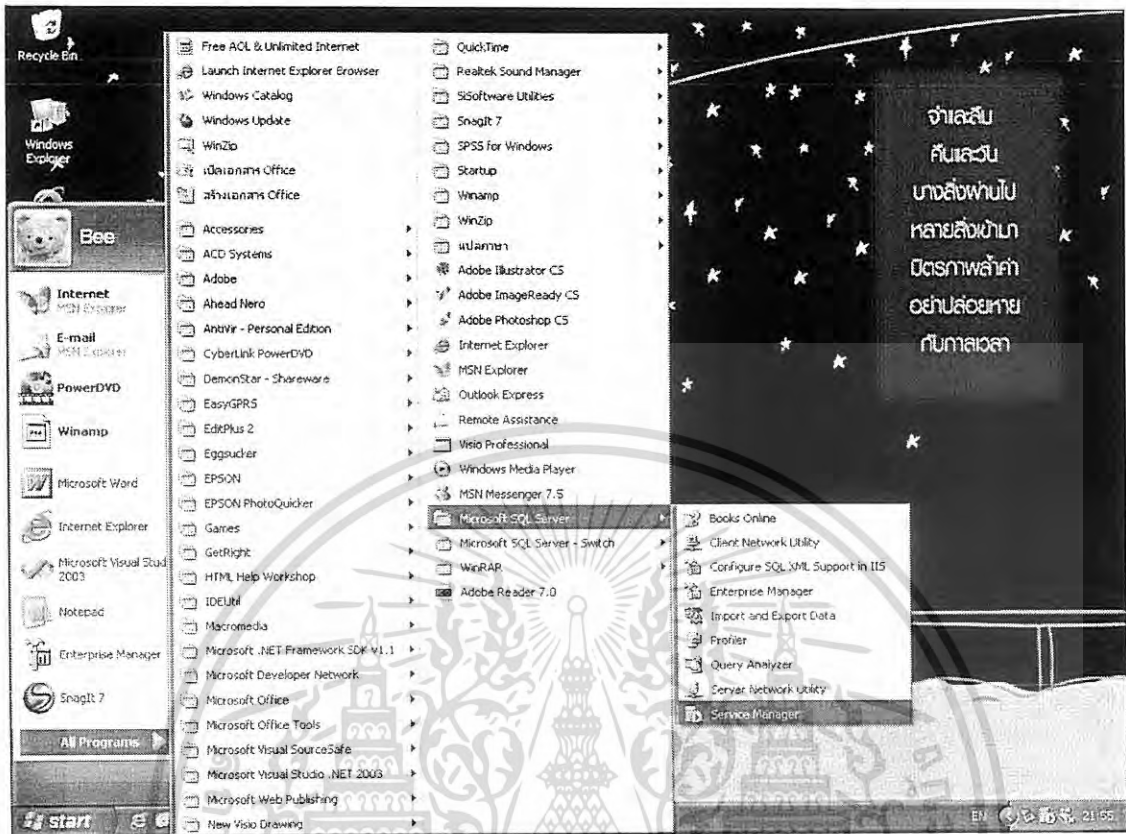 Recycle Bin
Windows
Explorer
Bee
Internet
MSN Explorer
E-mail
MSN Explorer
PowerDVD
Winamp
Microsoft Word
Internet Explorer
Microsoft Visual Stud
2003
Notepad
Enterprise Manager
SnagIt 7
All Programs
start
Free AOL & Unlimited Internet
Launch Internet Explorer Browser
Windows Catalog
Windows Update
WinZip
เปิดเอกสาร Office
สร้างเอกสาร Office
Accessories
ACD Systems
Adobe
Ahead Nero
AntiVir - Personal Edition
CyberLink PowerDVD
DemonStar - Shareware
EasyGPRS
EditPlus 2
Eggsucker
EPSON
EPSON PhotoQuicker
Games
GetRight
HTML Help Workshop
IDEUtil
Macromedia
Microsoft .NET Framework SDK v1.1
Microsoft Developer Network
Microsoft Office
Microsoft Office Tools
Microsoft Visual SourceSafe
Microsoft Visual Studio .NET 2003
Microsoft Web Publishing
New Visio Drawing
QuickTime
Realtek Sound Manager
SiSoftware Utilities
SnagIt 7
SPSS for Windows
Startup
Winamp
WinZip
แปลภาษา
Adobe Illustrator CS
Adobe ImageReady CS
Adobe Photoshop CS
Internet Explorer
MSN Explorer
Outlook Express
Remote Assistance
Visio Professional
Windows Media Player
MSN Messenger 7.5
Microsoft SQL Server
Microsoft SQL Server - Switch
WinRAR
Adobe Reader 7.0
Books Online
Client Network Utility
Configure SQL XML Support in IIS
Enterprise Manager
Import and Export Data
Profiler
Query Analyzer
Server Network Utility
Service Manager
จำและลืม
คืนและวัน
บางสิ่งผ่านไป
หลายสิ่งเข้ามา
มิตรภาพล้ำค่า
อย่าปล่อยหาย
กับกาลเวลา
EN
21:55